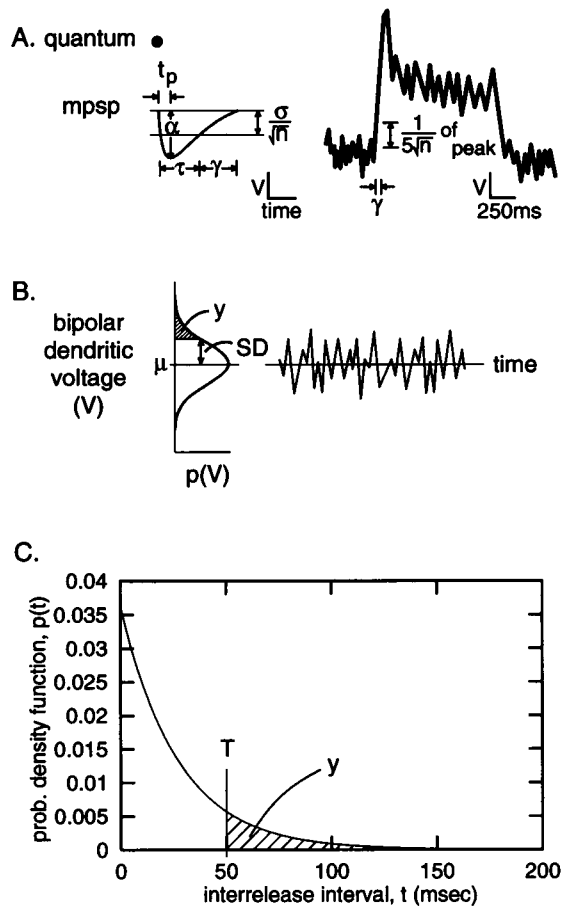 A. quantum
t_p
mpsp
α
σ/√n
τ γ
V
time
1/5√n of peak
γ
V
250ms
B.
bipolar
dendritic
voltage
(V)
μ
y
SD
p(V)
time
C.
prob. density function, p(t)
0.04
0.035
0.03
0.025
0.02
0.015
0.01
0.005
0
T
y
0 50 100 150 200
interrelease interval, t (msec)